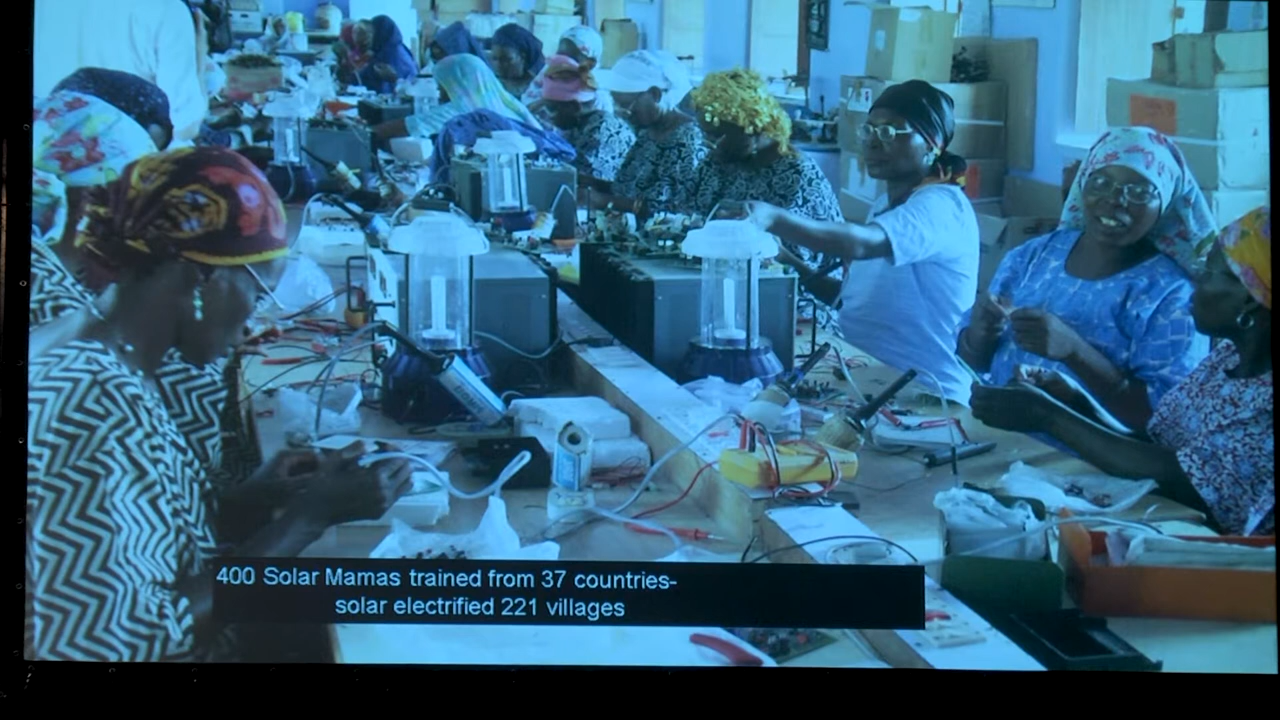 400 Solar Mamas trained from 37 countries-
solar electrified 221 villages